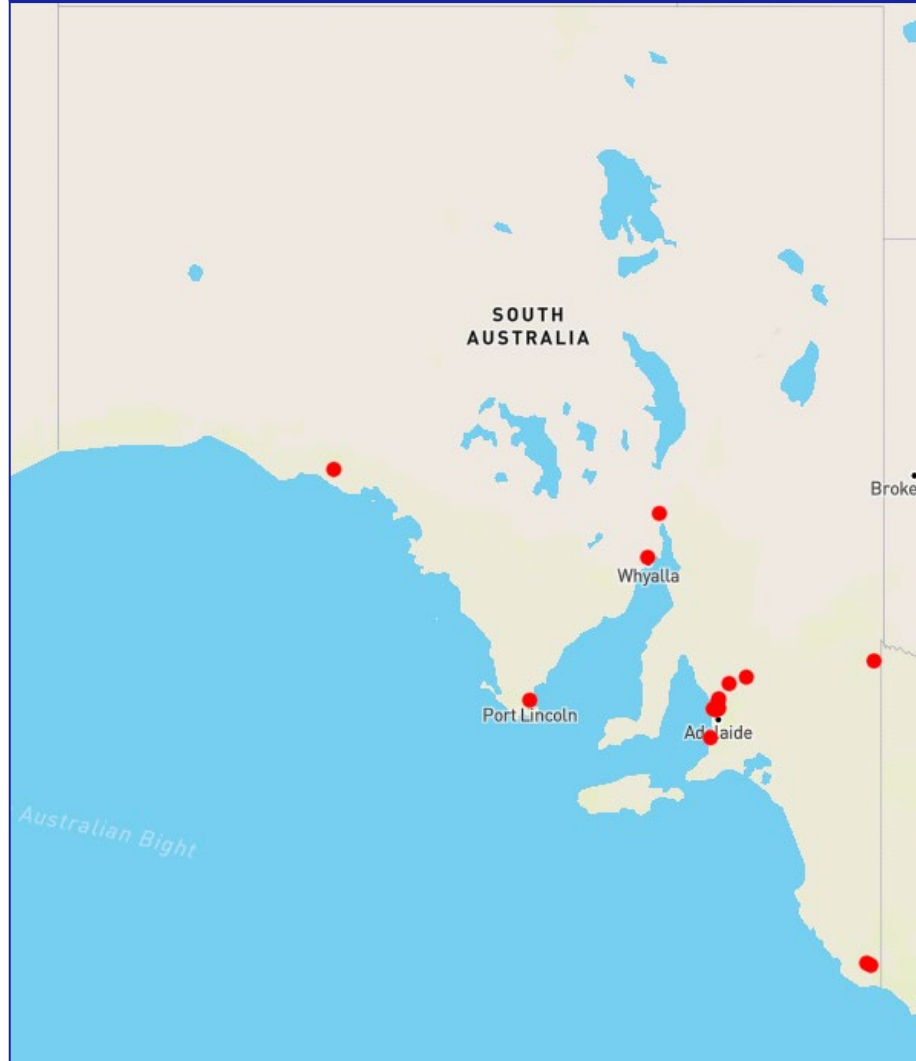 SOUTH
AUSTRALIA
Broke
Whyalla
Port Lincoln
Adelaide
Australian Bight